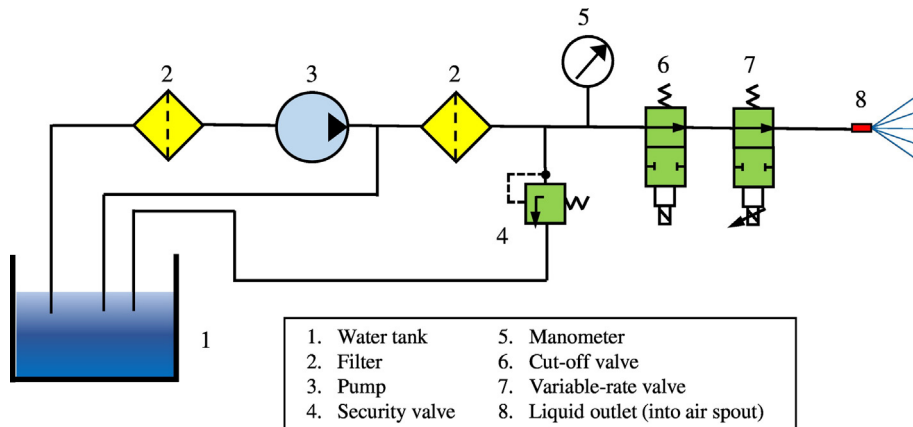 5
2
3
2
6
7
8
4
1
1. Water tank
2. Filter
3. Pump
4. Security valve
5. Manometer
6. Cut-off valve
7. Variable-rate valve
8. Liquid outlet (into air spout)